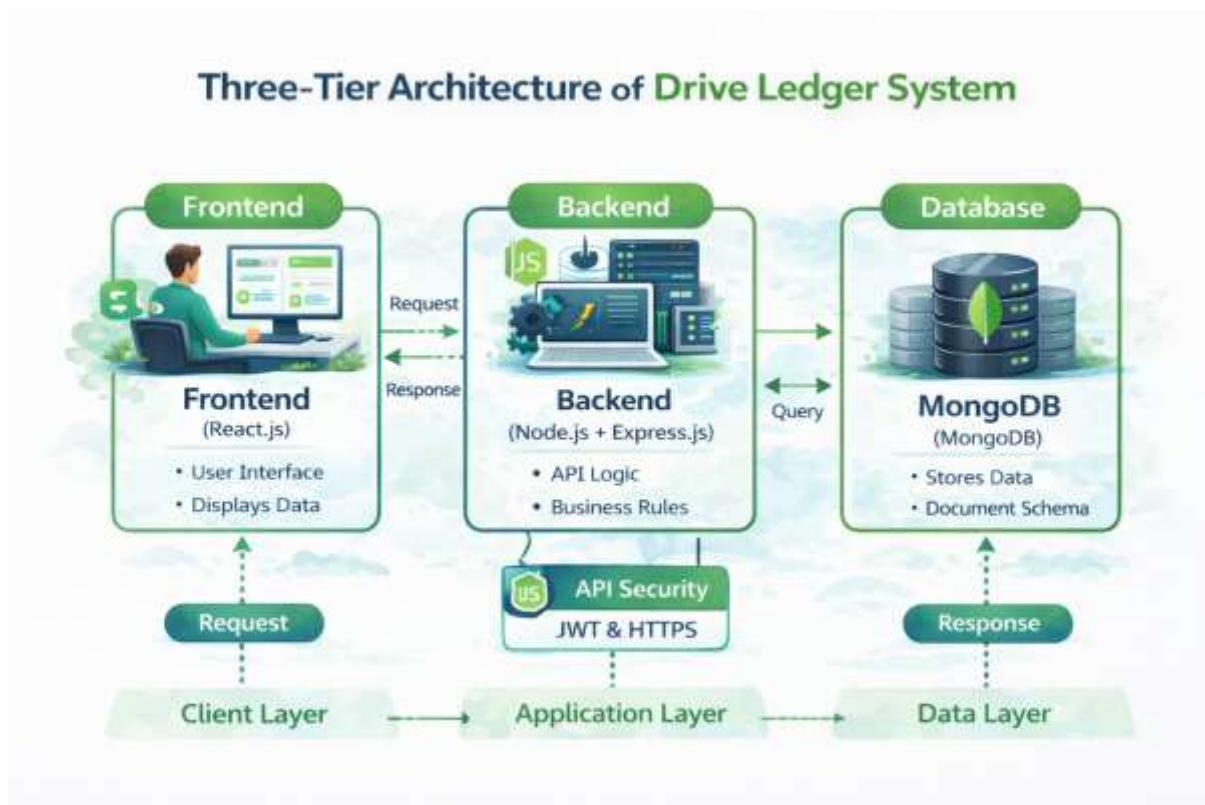 Three-Tier Architecture of Drive Ledger System
Frontend
Backend
Database
JS
Request
Response
Query
Frontend
(React.js)
• User Interface
• Displays Data
Backend
(Node.js + Express.js)
• API Logic
• Business Rules
MongoDB
(MongoDB)
• Stores Data
• Document Schema
Request
JS
API Security
JWT & HTTPS
Response
Client Layer
Application Layer
Data Layer